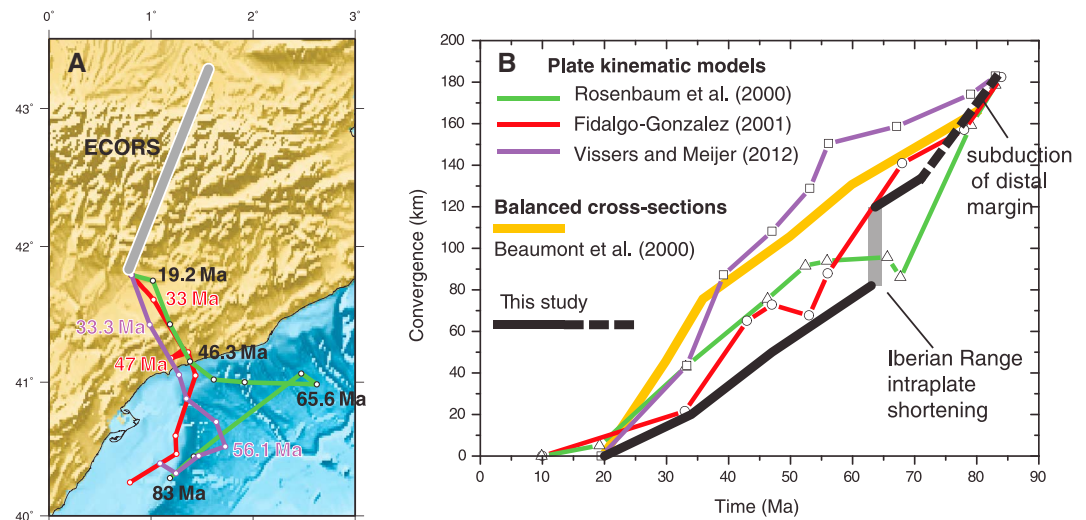 0˚ 1˚ 2˚ 3˚
A
43˚
ECORS
42˚
19.2 Ma
33 Ma
33.3 Ma
46.3 Ma
47 Ma
41˚
65.6 Ma
56.1 Ma
83 Ma
40˚
B
Plate kinematic models
Rosenbaum et al. (2000)
Fidalgo-Gonzalez (2001)
Vissers and Meijer (2012)
Balanced cross-sections
Beaumont et al. (2000)
This study
subduction
of distal
margin
Iberian Range
intraplate
shortening
Convergence (km)
200
180
160
140
120
100
80
60
40
20
0
0 10 20 30 40 50 60 70 80 90
Time (Ma)